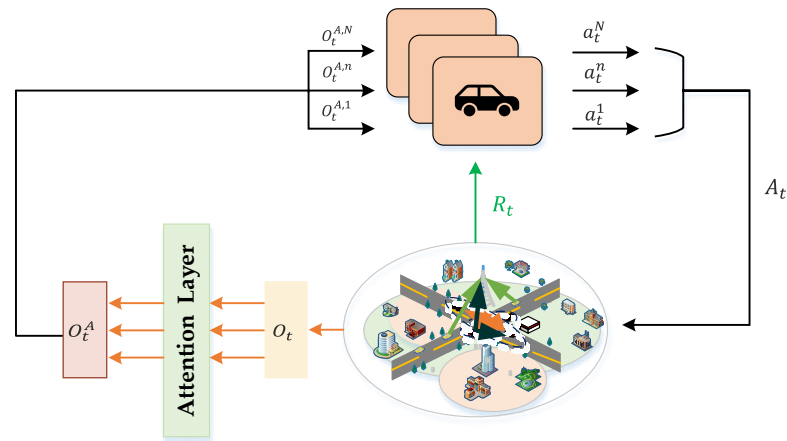 O_t^{A,N}
a_t^N
O_t^{A,n}
a_t^n
O_t^{A,1}
a_t^1
A_t
R_t
Attention Layer
O_t^A
O_t